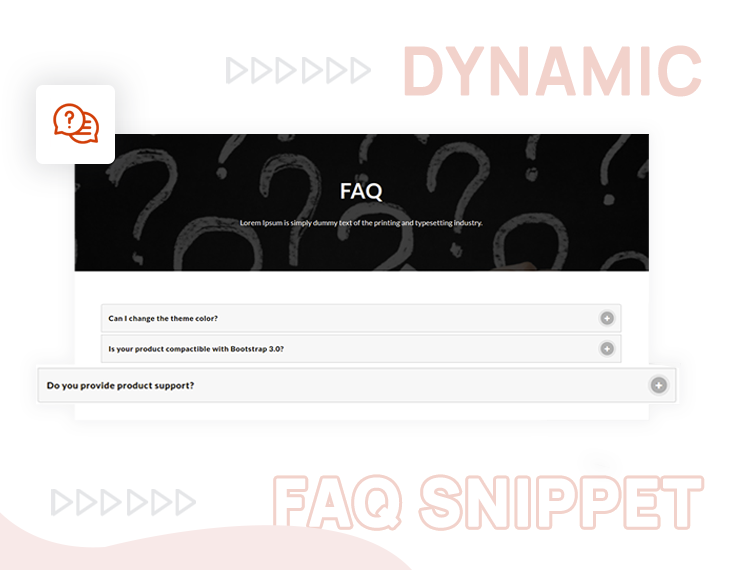 DYNAMIC
?
FAQ
Lorem Ipsum is simply dummy text of the printing and typesetting industry.
Can I change the theme color?
Is your product compactible with Bootstrap 3.0?
Do you provide product support?
FAQ SNIPPET